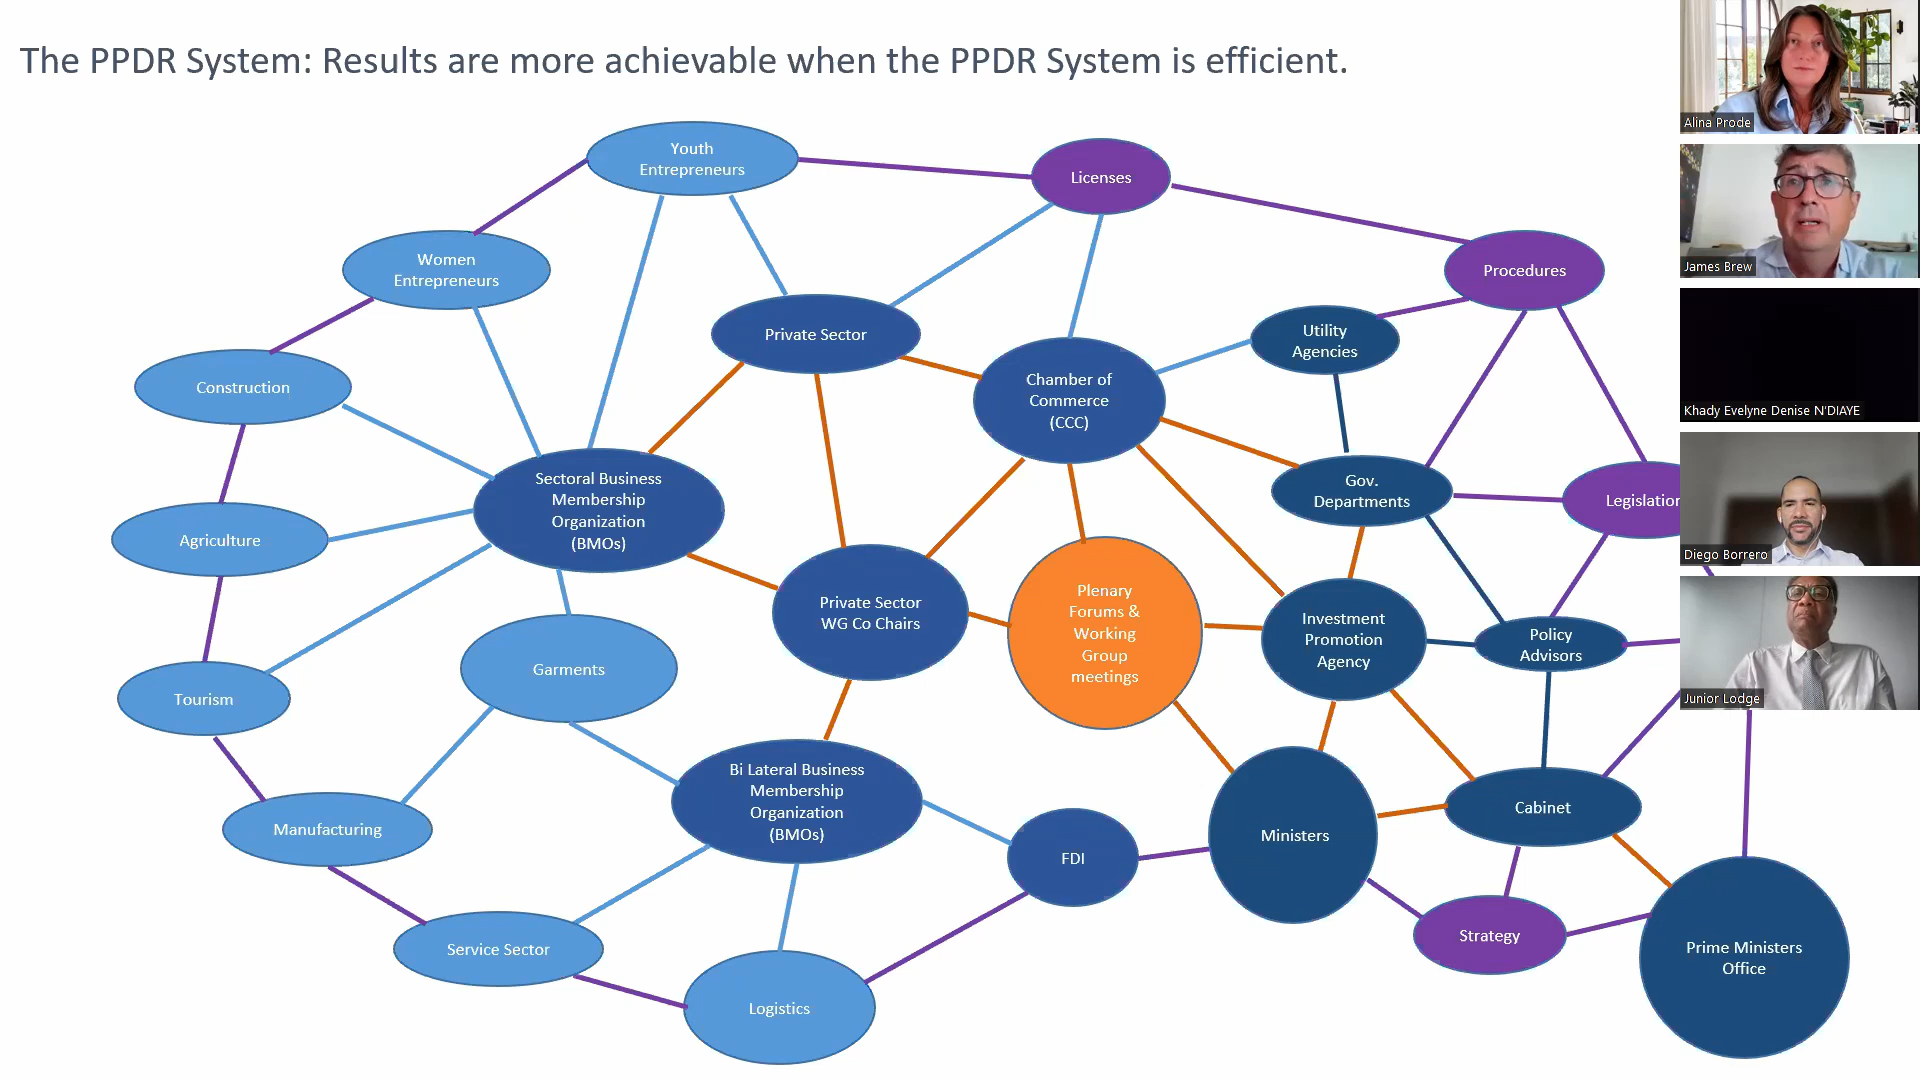 The PPDR System: Results are more achievable when the PPDR System is efficient.
Youth
Entrepreneurs
Licenses
Women
Entrepreneurs
Procedures
Private Sector
Utility
Agencies
Construction
Chamber of
Commerce
(CCC)
Sectoral Business
Membership
Organization
(BMOs)
Gov.
Departments
Legislation
Agriculture
Private Sector
WG Co Chairs
Plenary
Forums &
Working
Group
meetings
Investment
Promotion
Agency
Policy
Advisors
Garments
Tourism
Bi Lateral Business
Membership
Organization
(BMOs)
Manufacturing
FDI
Ministers
Cabinet
Service Sector
Strategy
Prime Ministers
Office
Logistics
Alina Prode
James Brew
Khady Evelyne Denise N'DIAYE
Diego Borrero
Junior Lodge